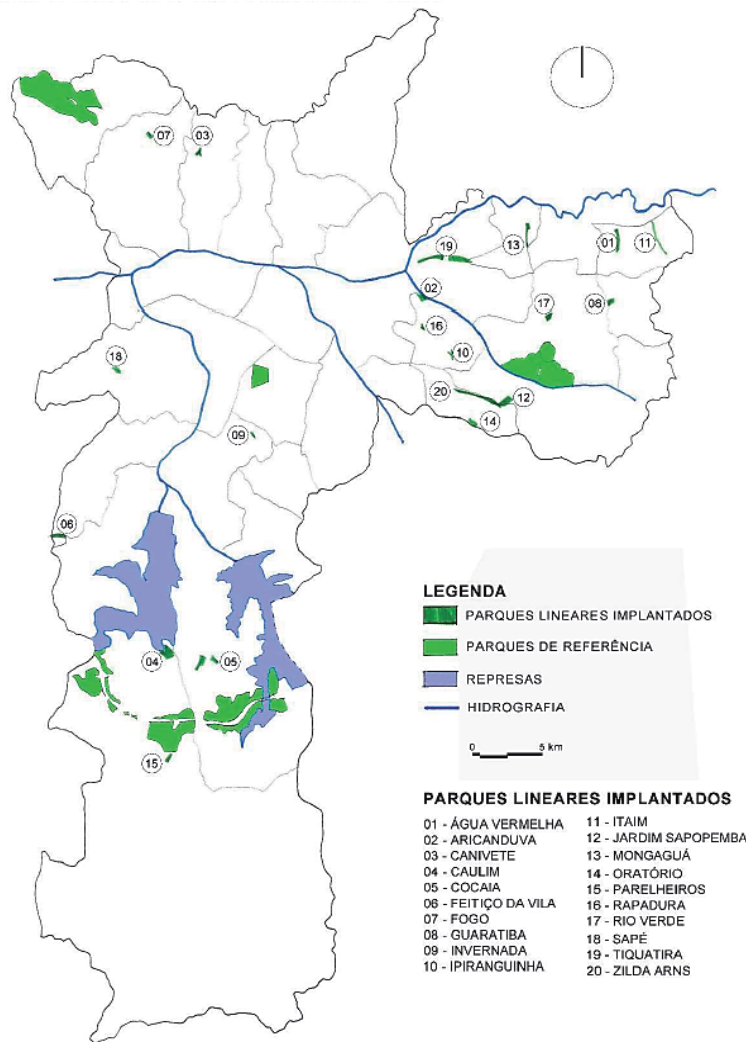 07
03
19
13
01
11
02
17
08
16
18
10
20
12
14
09
06
LEGENDA
PARQUES LINEARES IMPLANTADOS
PARQUES DE REFERÊNCIA
REPRESAS
HIDROGRAFIA
04
05
0 5 km
15
PARQUES LINEARES IMPLANTADOS
01 - ÁGUA VERMELHA
02 - ARICANDUVA
03 - CANIVETE
04 - CAULIM
05 - COCAIA
06 - FEITIÇO DA VILA
07 - FOGO
08 - GUARATIBA
09 - INVERNADA
10 - IPIRANGUINHA
11 - ITAIM
12 - JARDIM SAPOPEMBA
13 - MONGAGUÁ
14 - ORATÓRIO
15 - PARELHEIROS
16 - RAPADURA
17 - RIO VERDE
18 - SAPÉ
19 - TIQUATIRA
20 - ZILDA ARNS